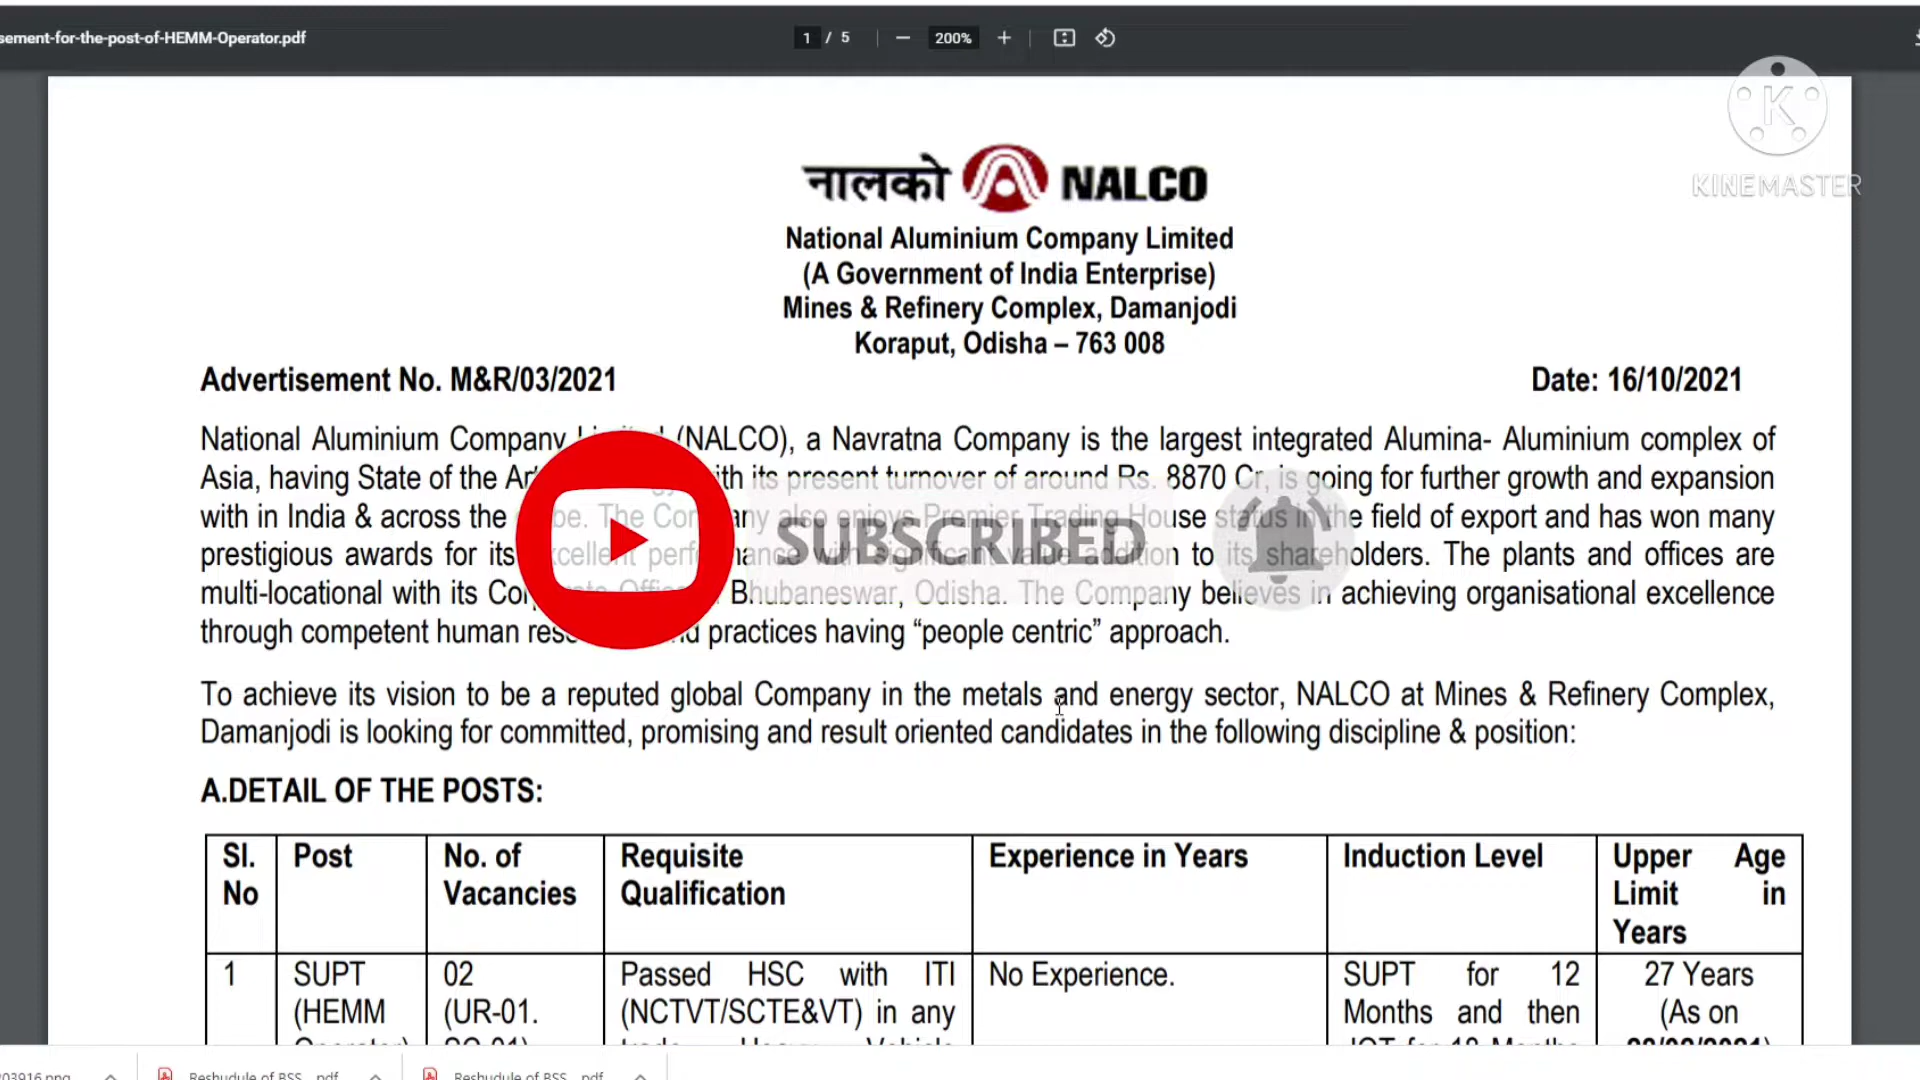 sement-for-the-post-of-HEMM-Operator.pdf
1 / 5
200%
K
KINEMASTER
नालको NALCO
National Aluminium Company Limited
(A Government of India Enterprise)
Mines & Refinery Complex, Damanjodi
Koraput, Odisha – 763 008
Advertisement No. M&R/03/2021 Date: 16/10/2021
National Aluminium Company (NALCO), a Navratna Company is the largest integrated Alumina- Aluminium complex of
Asia, having State of the its present turnover of around Rs. 8870 Cr, is going for further growth and expansion
with in India & across the The also enjoys Premier Trading House status in the field of export and has won many
prestigious awards for its with significant value addition to its shareholders. The plants and offices are
multi-locational with its Bhubaneswar, Odisha. The Company believes in achieving organisational excellence
through competent human practices having “people centric” approach.
SUBSCRIBED
To achieve its vision to be a reputed global Company in the metals and energy sector, NALCO at Mines & Refinery Complex,
Damanjodi is looking for committed, promising and result oriented candidates in the following discipline & position:
A.DETAIL OF THE POSTS:
Sl. No
Post
No. of Vacancies
Requisite Qualification
Experience in Years
Induction Level
Upper Age Limit in Years
1
SUPT
(HEMM
02
(UR-01.
Passed HSC with ITI
(NCTVT/SCTE&VT) in any
No Experience.
SUPT for 12
Months and then
27 Years
(As on
203916.png
Reshudule of BSS....pdf
Reshudule of BSS....pdf